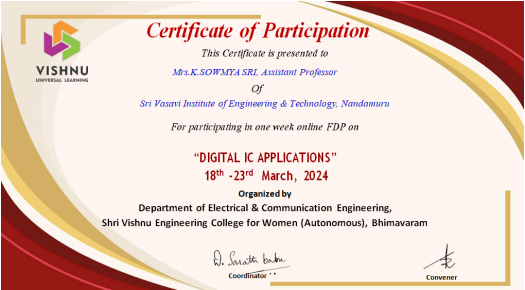 Certificate of Participation
This Certificate is presented to
VISHNU
UNIVERSAL LEARNING
Mrs.K.SOWMYA SRI, Assistant Professor
Of
Sri Vasavi Institute of Engineering & Technology, Nandamuru
For participating in one week online FDP on
“DIGITAL IC APPLICATIONS”
18th -23rd March, 2024
Organized by
Department of Electrical & Communication Engineering,
Shri Vishnu Engineering College for Women (Autonomous), Bhimavaram
D. Sarath babu
Coordinator
Convener